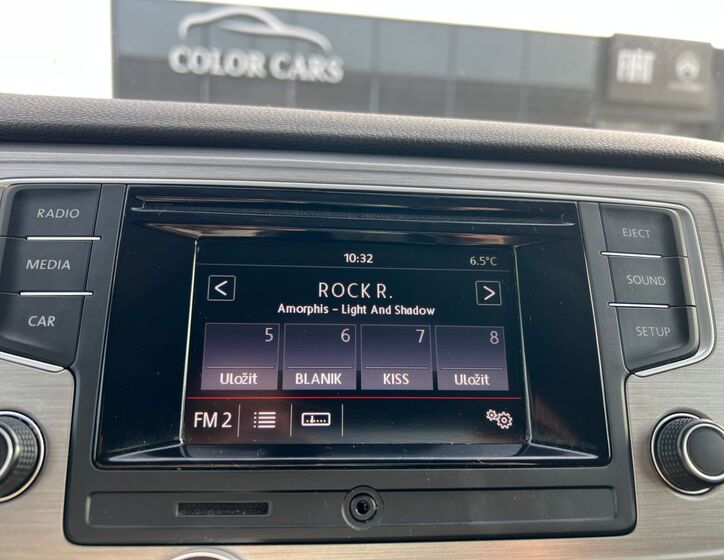 COLOR CARS
FIAT
RADIO
MEDIA
CAR
EJECT
SOUND
SETUP
10:32 6.5°C
< ROCK R. >
Amorphis - Light And Shadow
5 6 7 8
Uložit BLANIK KISS Uložit
FM 2